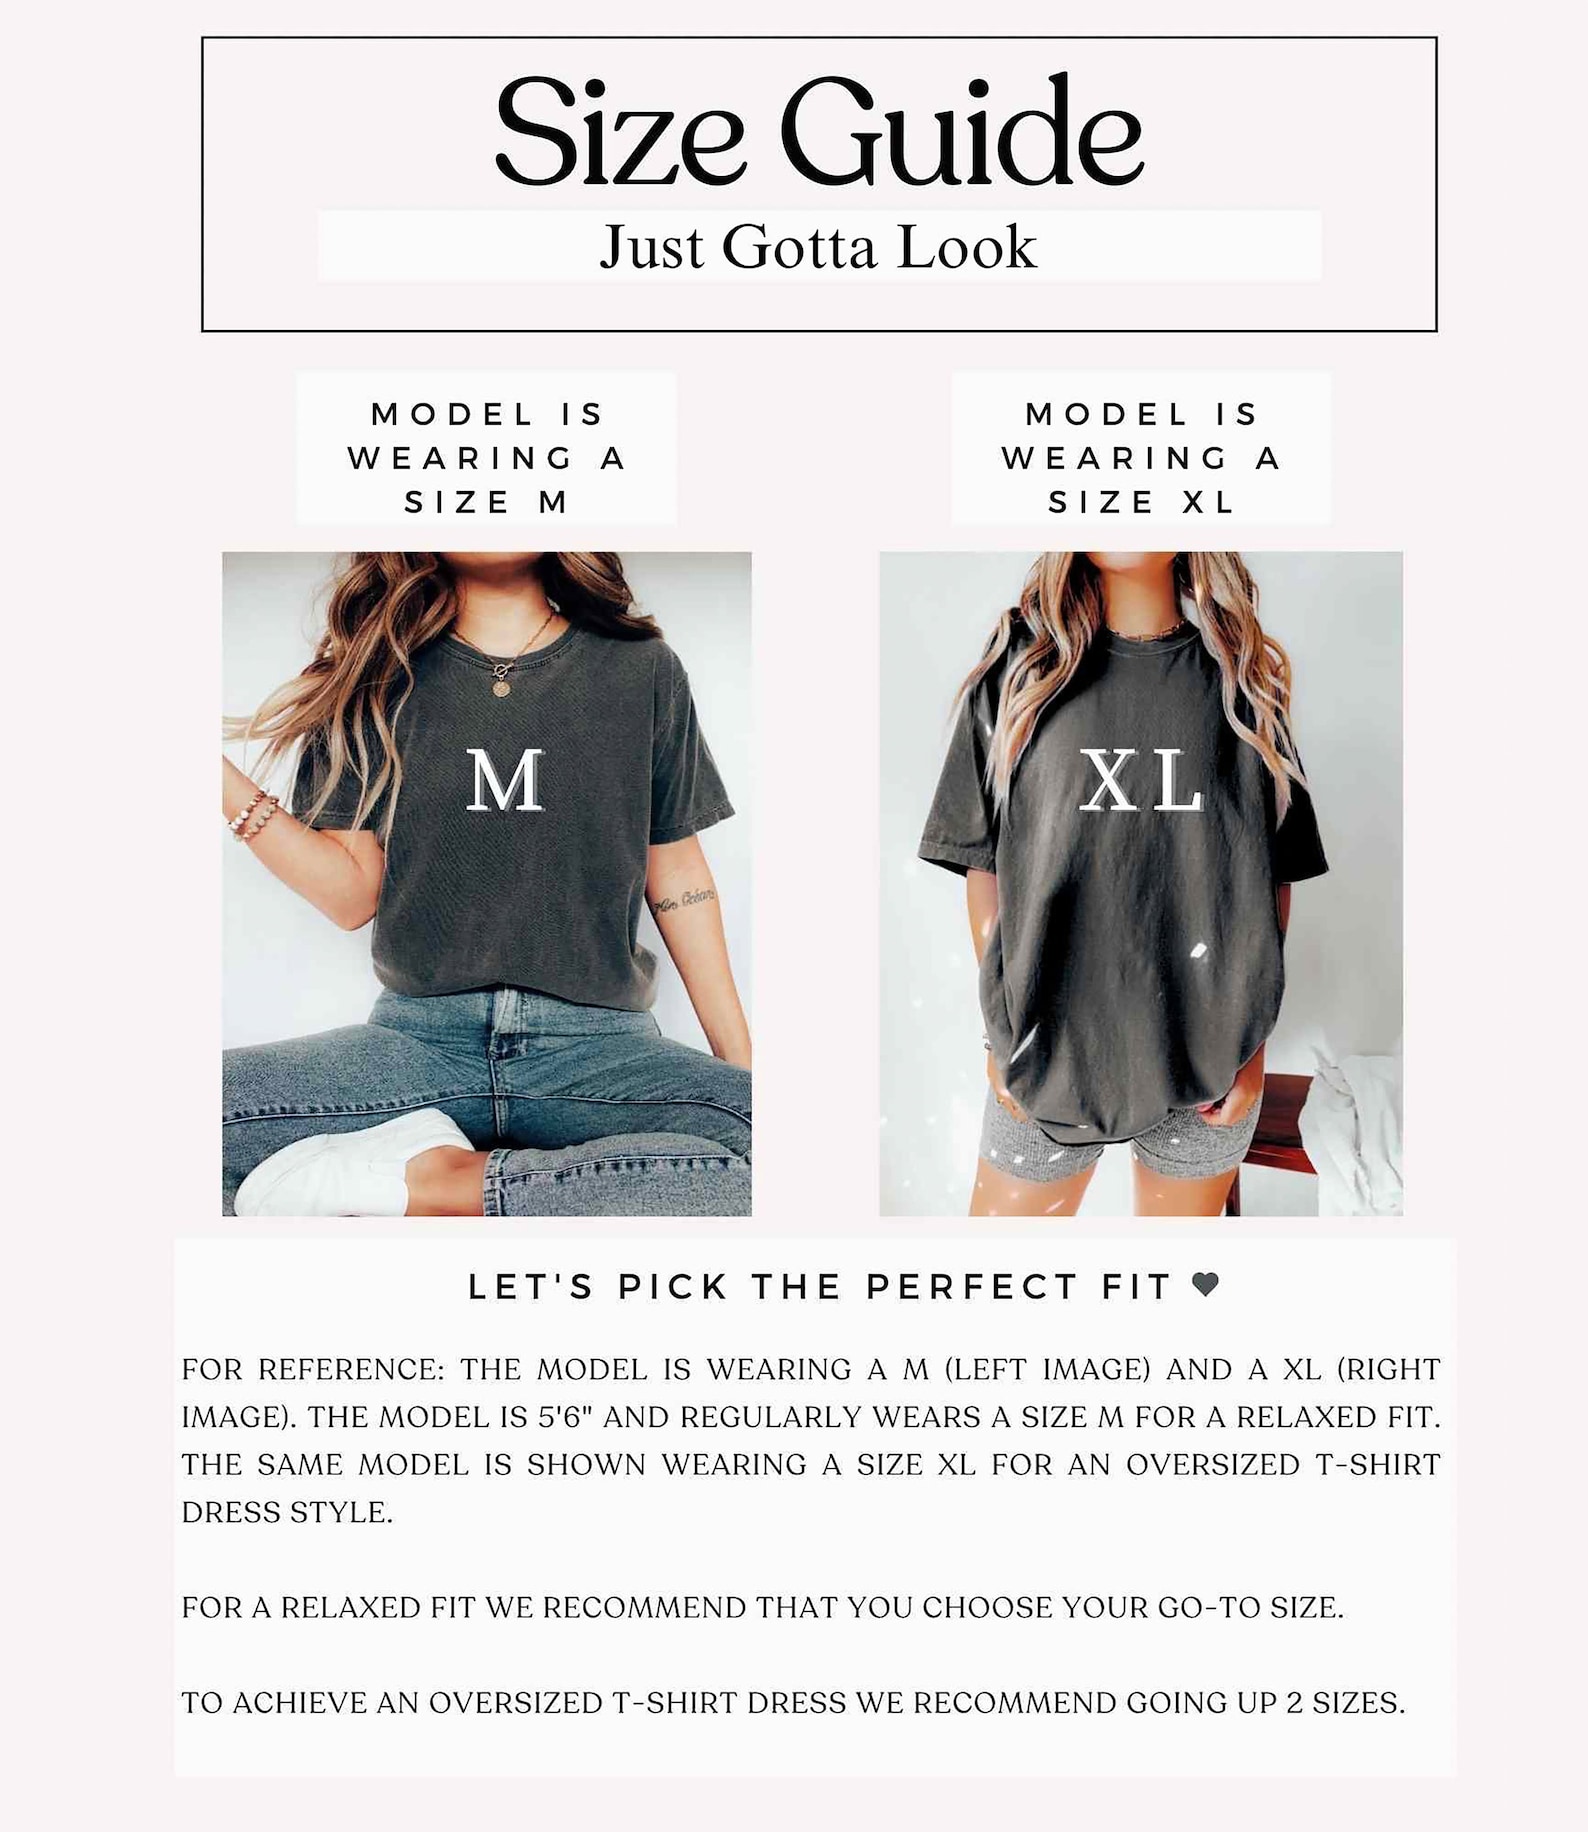 Size Guide
Just Gotta Look
MODEL IS
WEARING A
SIZE M
MODEL IS
WEARING A
SIZE XL
M
XL
LET'S PICK THE PERFECT FIT
FOR REFERENCE: THE MODEL IS WEARING A M (LEFT IMAGE) AND A XL (RIGHT
IMAGE). THE MODEL IS 5'6" AND REGULARLY WEARS A SIZE M FOR A RELAXED FIT.
THE SAME MODEL IS SHOWN WEARING A SIZE XL FOR AN OVERSIZED T-SHIRT
DRESS STYLE.
FOR A RELAXED FIT WE RECOMMEND THAT YOU CHOOSE YOUR GO-TO SIZE.
TO ACHIEVE AN OVERSIZED T-SHIRT DRESS WE RECOMMEND GOING UP 2 SIZES.